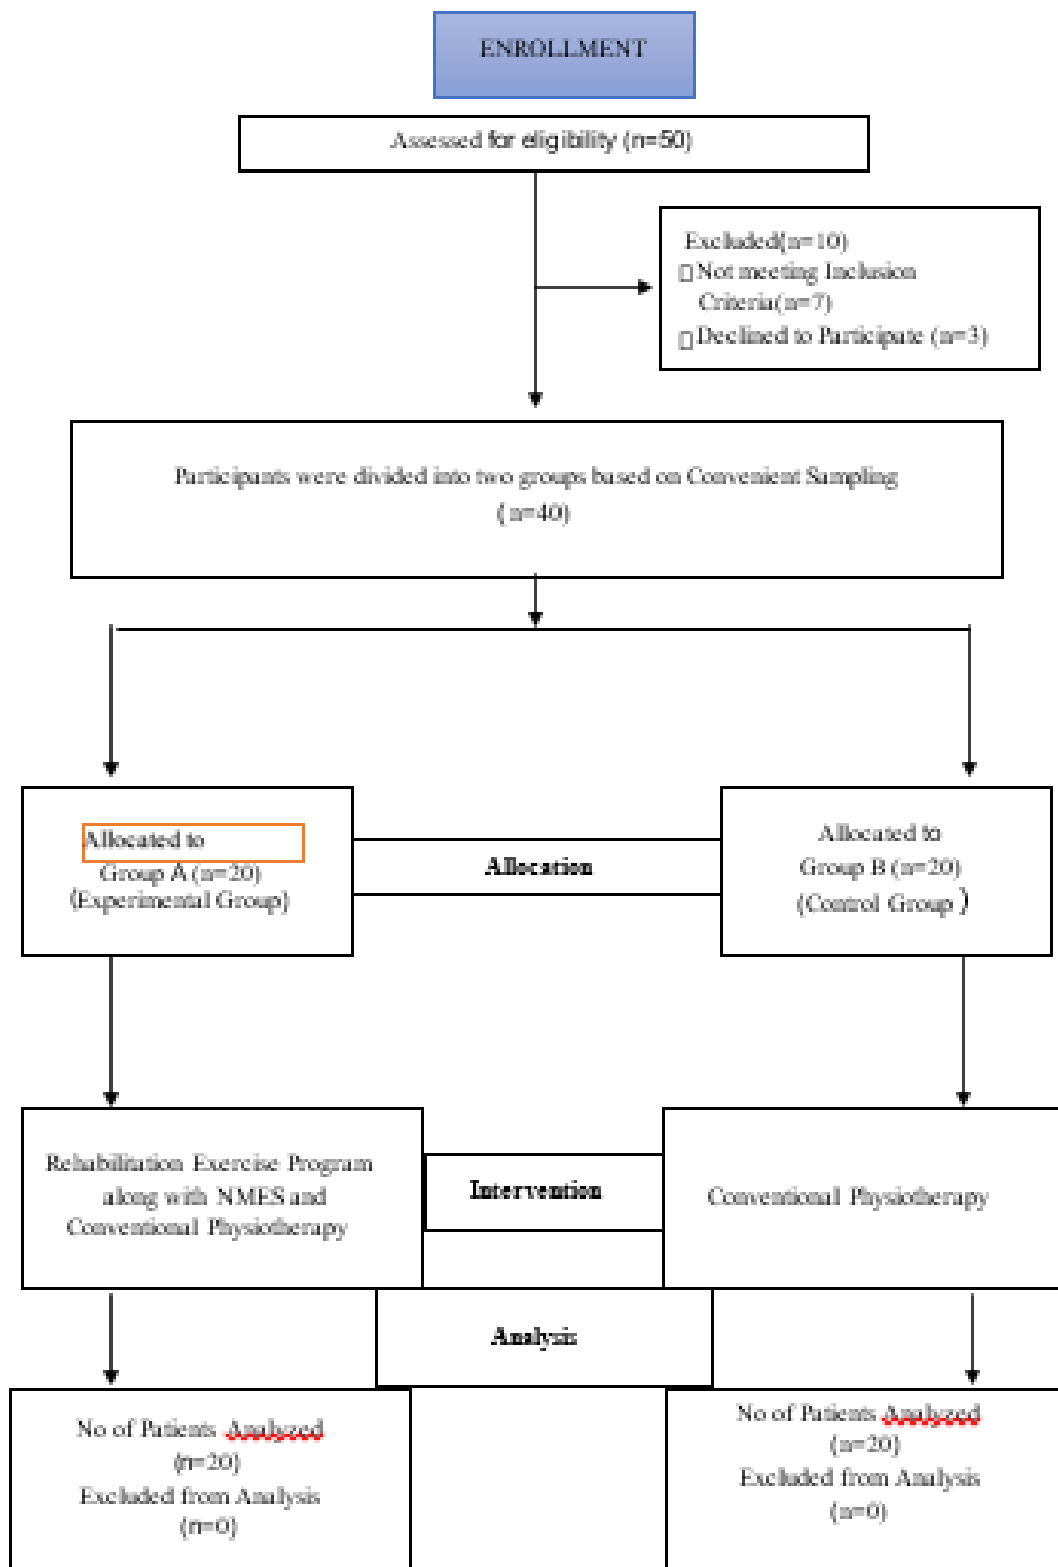 ENROLLMENT
Assessed for eligibility (n=50)
Excluded(n=10)
Not meeting Inclusion
Criteria(n=7)
Declined to Participate (n=3)
Participants were divided into two groups based on Convenient Sampling
(n=40)
Allocated to
Group A (n=20)
(Experimental Group)
Allocation
Allocated to
Group B (n=20)
(Control Group )
Rehabilitation Exercise Program
along with NMES and
Conventional Physiotherapy
Intervention
Conventional Physiotherapy
Analysis
No of Patients Analyzed
(n=20)
Excluded from Analysis
(n=0)
No of Patients Analyzed
(n=20)
Excluded from Analysis
(n=0)